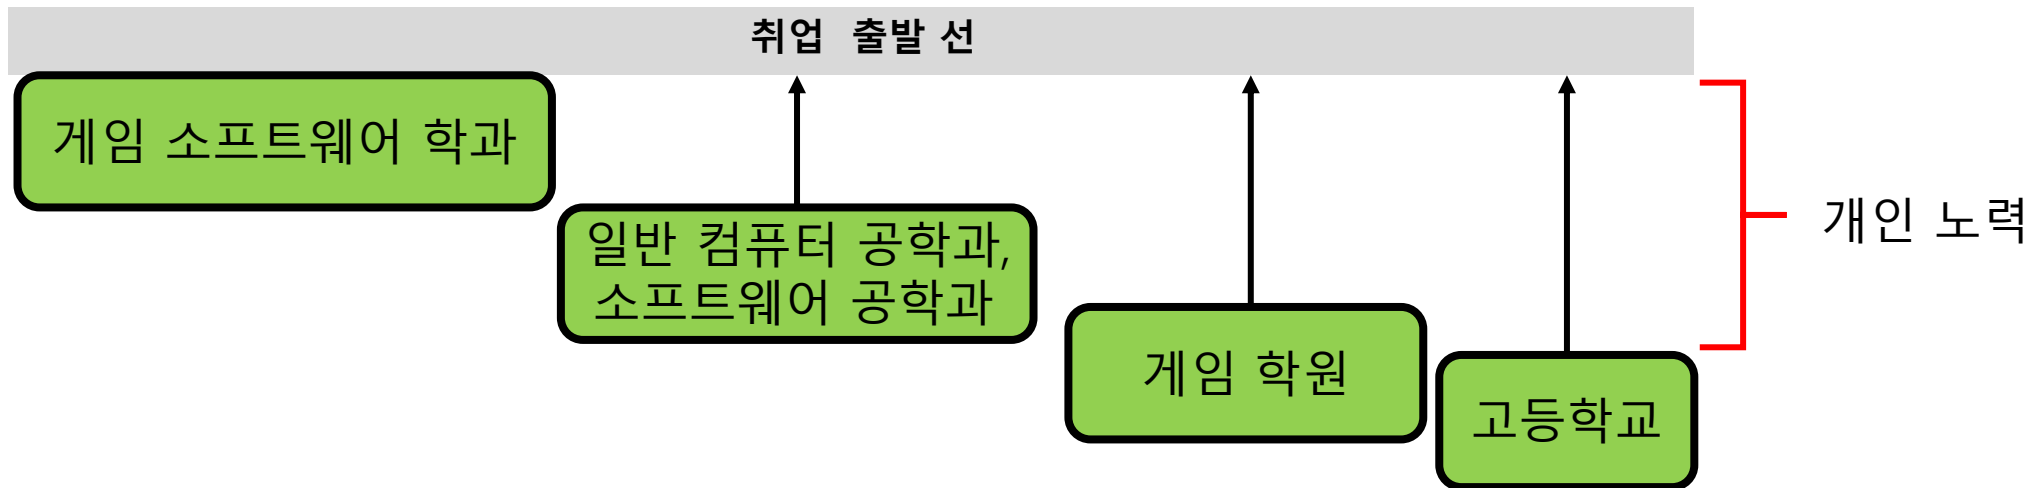 취업 출발 선
게임 소프트웨어 학과
일반 컴퓨터 공학과,
소프트웨어 공학과
게임 학원
고등학교
개인 노력